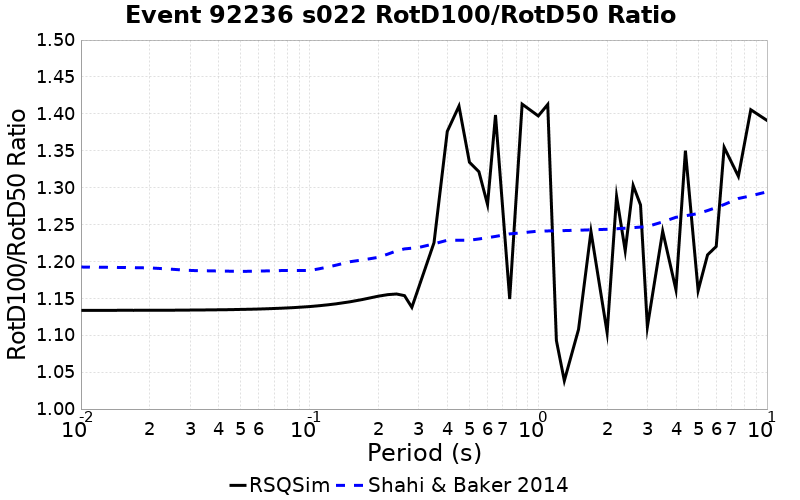 Event 92236 s022 RotD100/RotD50 Ratio
RotD100/RotD50 Ratio
1.50
1.45
1.40
1.35
1.30
1.25
1.20
1.15
1.10
1.05
1.00
10-2 2 3 4 5 6 10-1 2 3 4 5 6 7 100 2 3 4 5 6 7 101
Period (s)
RSQSim Shahi & Baker 2014